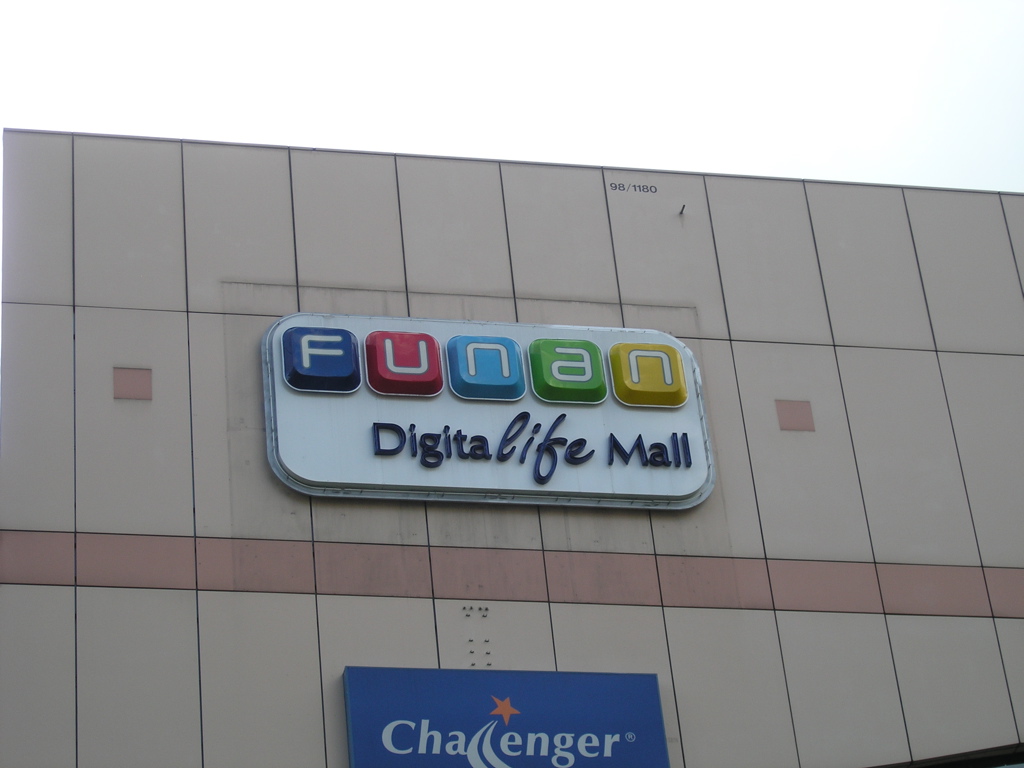 98/1180
Funan
Digitalife Mall
Challenger®